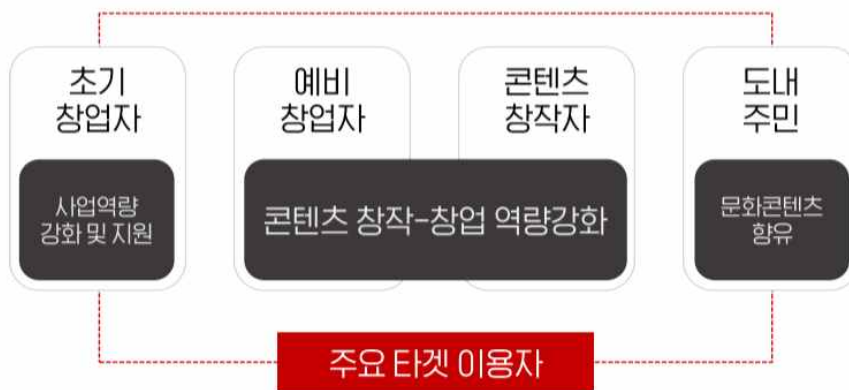 초기
창업자
예비
창업자
콘텐츠
창작자
도내
주민
사업역량
강화 및 지원
콘텐츠 창작-창업 역량강화
문화콘텐츠
향유
주요 타겟 이용자